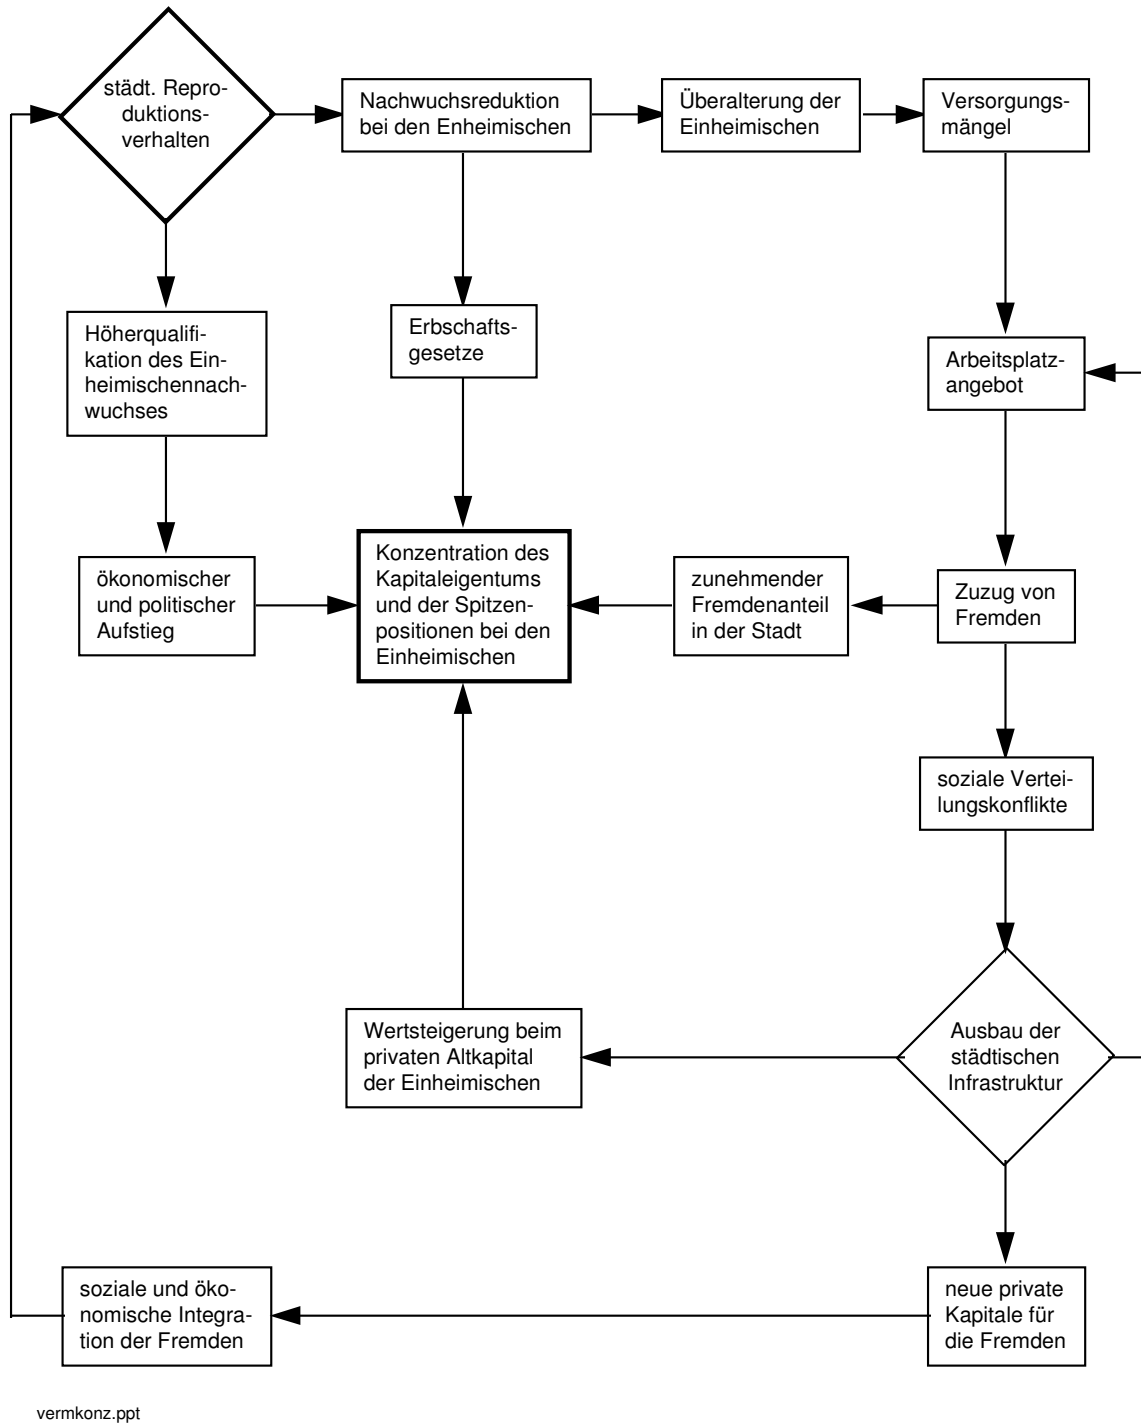 städt. Repro-
duktions-
verhalten
Nachwuchsreduktion
bei den Enheimischen
Überalterung der
Einheimischen
Versorgungs-
mängel
Höherqualifi-
kation des Ein-
heimischennach-
wuchses
Erbschafts-
gesetze
Arbeitsplatz-
angebot
ökonomischer
und politischer
Aufstieg
Konzentration des
Kapitaleigentums
und der Spitzen-
positionen bei den
Einheimischen
zunehmender
Fremdenanteil
in der Stadt
Zuzug von
Fremden
soziale Vertei-
lungskonflikte
Wertsteigerung beim
privaten Altkapital
der Einheimischen
Ausbau der
städtischen
Infrastruktur
soziale und öko-
nomische Integra-
tion der Fremden
neue private
Kapitale für
die Fremden
vermkonz.ppt